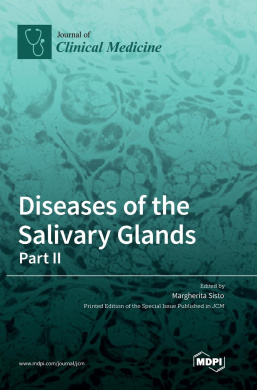 Journal of
Clinical Medicine
Diseases of the
Salivary Glands
Part II
Edited by
Margherita Sisto
Printed Edition of the Special Issue Published in JCM
www.mdpi.com/journal/jcm
MDPI